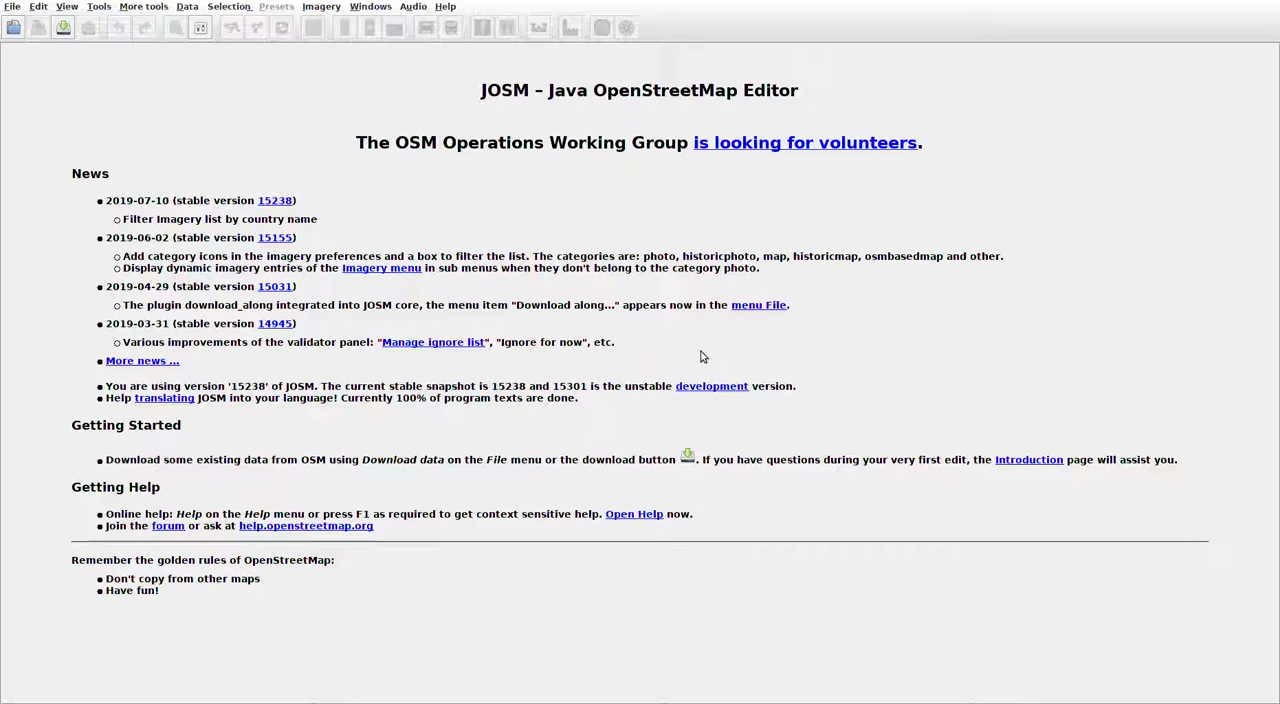 File Edit View Tools More tools Data Selection Presets Imagery Windows Audio Help
JOSM – Java OpenStreetMap Editor
The OSM Operations Working Group is looking for volunteers.
News
2019-07-10 (stable version 15238)
Filter Imagery list by country name
2019-06-02 (stable version 15155)
Add category icons in the imagery preferences and a box to filter the list. The categories are: photo, historicphoto, map, historicmap, osmbasedmap and other.
Display dynamic imagery entries of the Imagery menu in sub menus when they don't belong to the category photo.
2019-04-29 (stable version 15031)
The plugin download_along integrated into JOSM core, the menu item "Download along..." appears now in the menu File.
2019-03-31 (stable version 14945)
Various improvements of the validator panel: "Manage ignore list", "Ignore for now", etc.
More news ...
You are using version '15238' of JOSM. The current stable snapshot is 15238 and 15301 is the unstable development version.
Help translating JOSM into your language! Currently 100% of program texts are done.
Getting Started
Download some existing data from OSM using Download data on the File menu or the download button . If you have questions during your very first edit, the Introduction page will assist you.
Getting Help
Online help: Help on the Help menu or press F1 as required to get context sensitive help. Open Help now.
Join the forum or ask at help.openstreetmap.org
Remember the golden rules of OpenStreetMap:
Don't copy from other maps
Have fun!